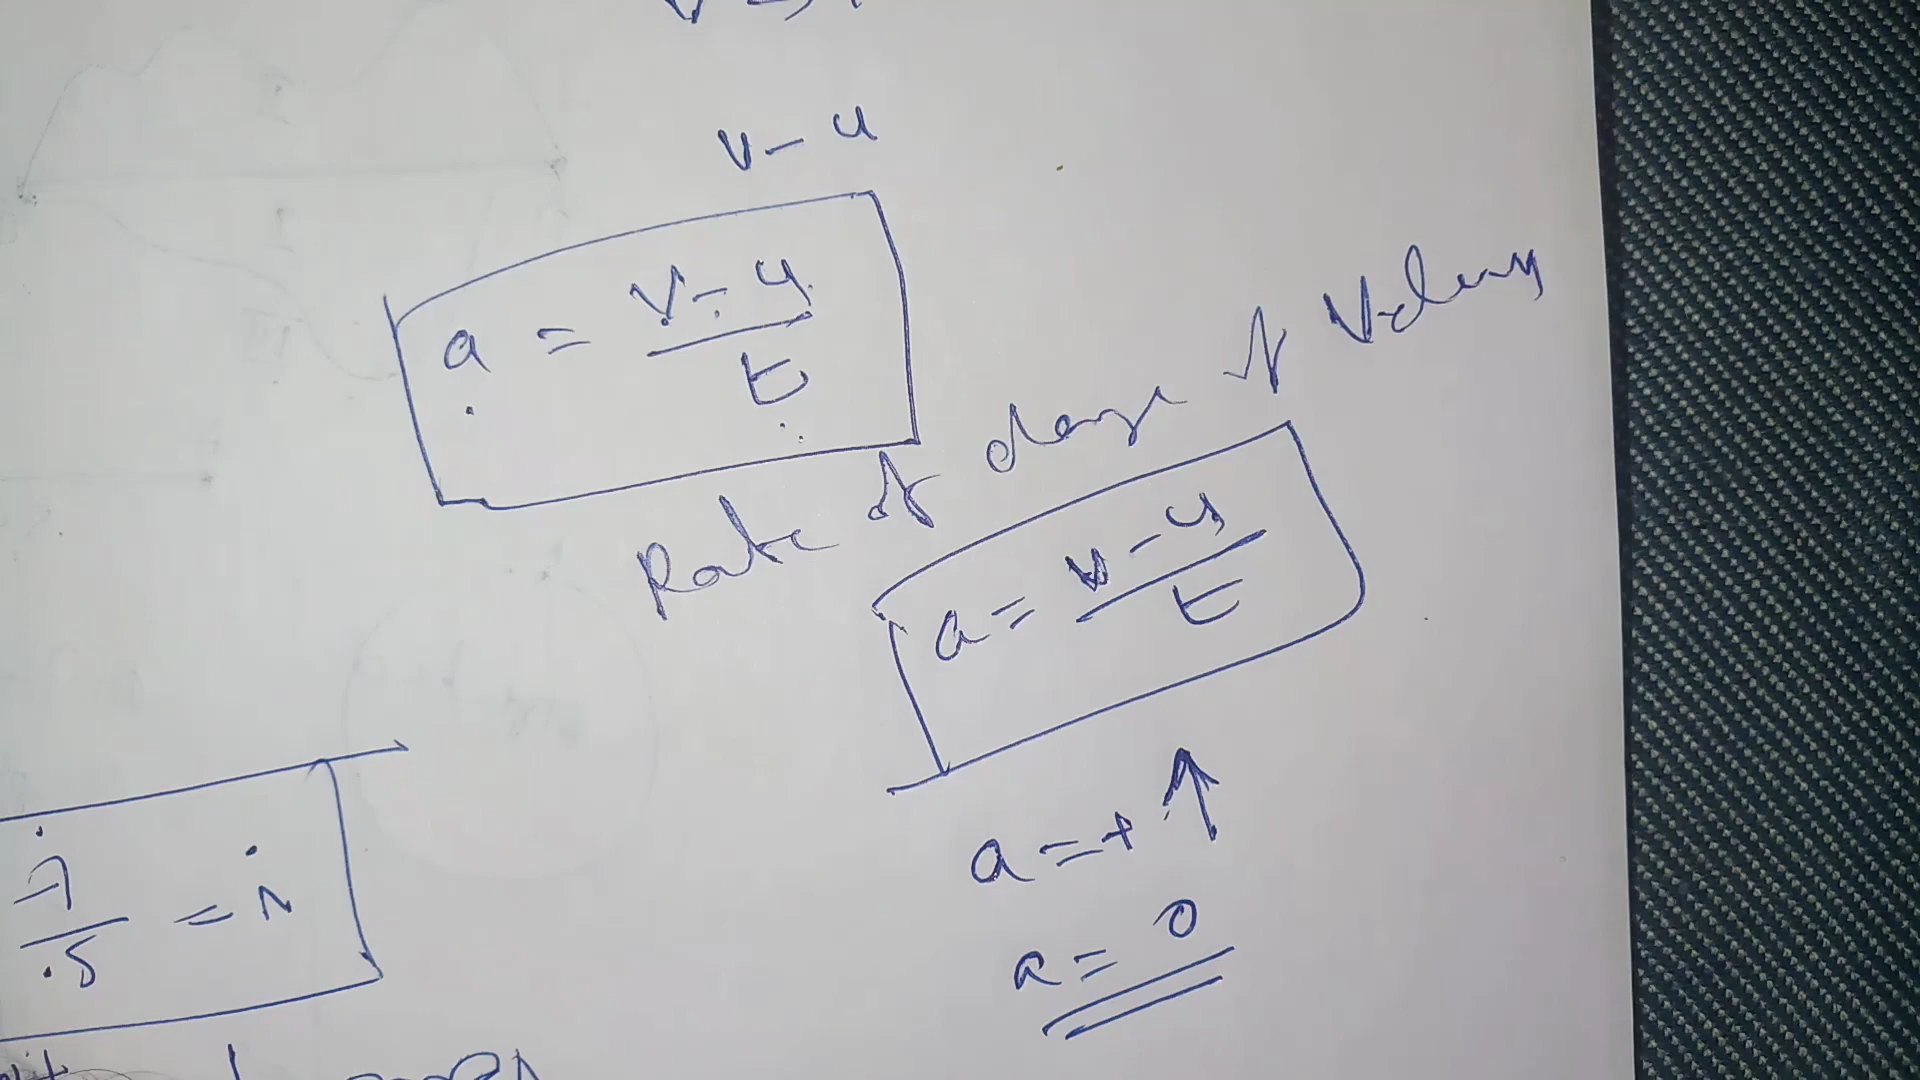 v - u
a = v - u / t
Rate of change of Velocity
a = v - u / t
a = + ↑
a = 0